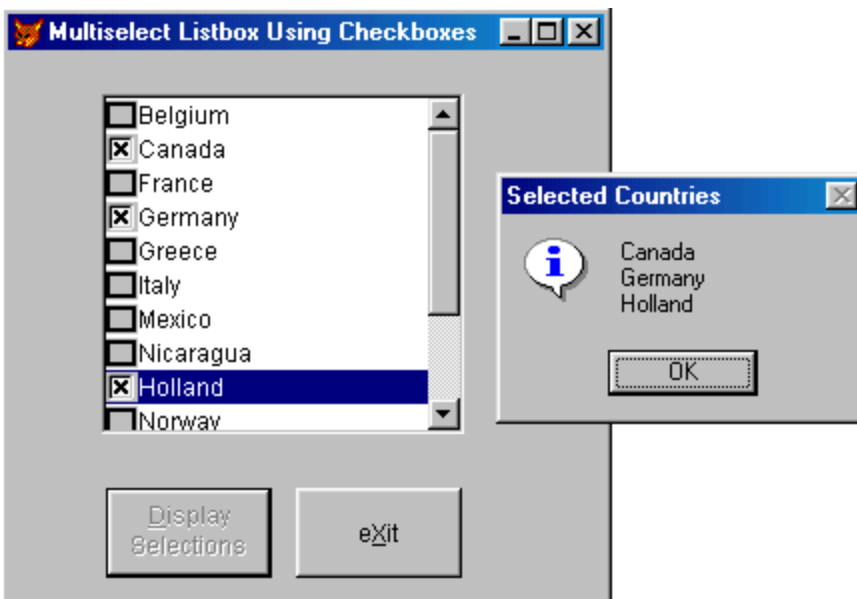 Multiselect Listbox Using Checkboxes
Belgium
Canada
France
Germany
Greece
Italy
Mexico
Nicaragua
Holland
Norway
Display
Selections
eXit
Selected Countries
Canada
Germany
Holland
OK